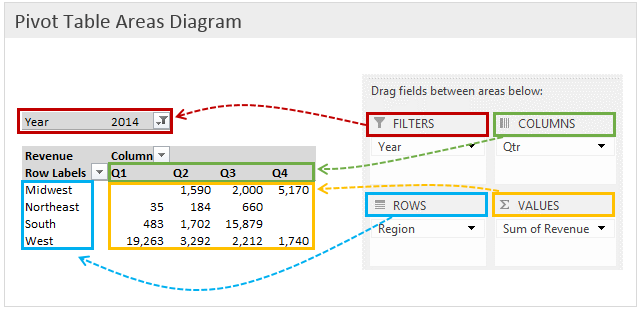 Pivot Table Areas Diagram
Drag fields between areas below:
Year 2014
FILTERS COLUMNS
Year Qtr
Revenue Column
Row Labels Q1 Q2 Q3 Q4
Midwest 1,590 2,000 5,170
Northeast 35 184 660
South 483 1,702 15,879
West 19,263 3,292 2,212 1,740
ROWS Σ VALUES
Region Sum of Revenue